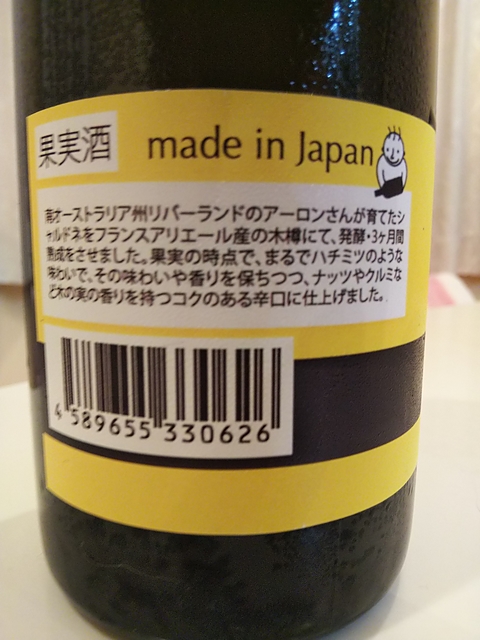 果実酒
made in Japan
南オーストラリア州リバーランドのアーロンさんが育てたシ
ャルドネをフランスアリエール産の木樽にて、発酵・3ヶ月間
熟成をさせました。果実の時点で、まるでハチミツのような
味わいで、その味わいや香りを保ちつつ、ナッツやクルミな
ど木の実の香りを持つコクのある辛口に仕上げました。
4 589655 330626